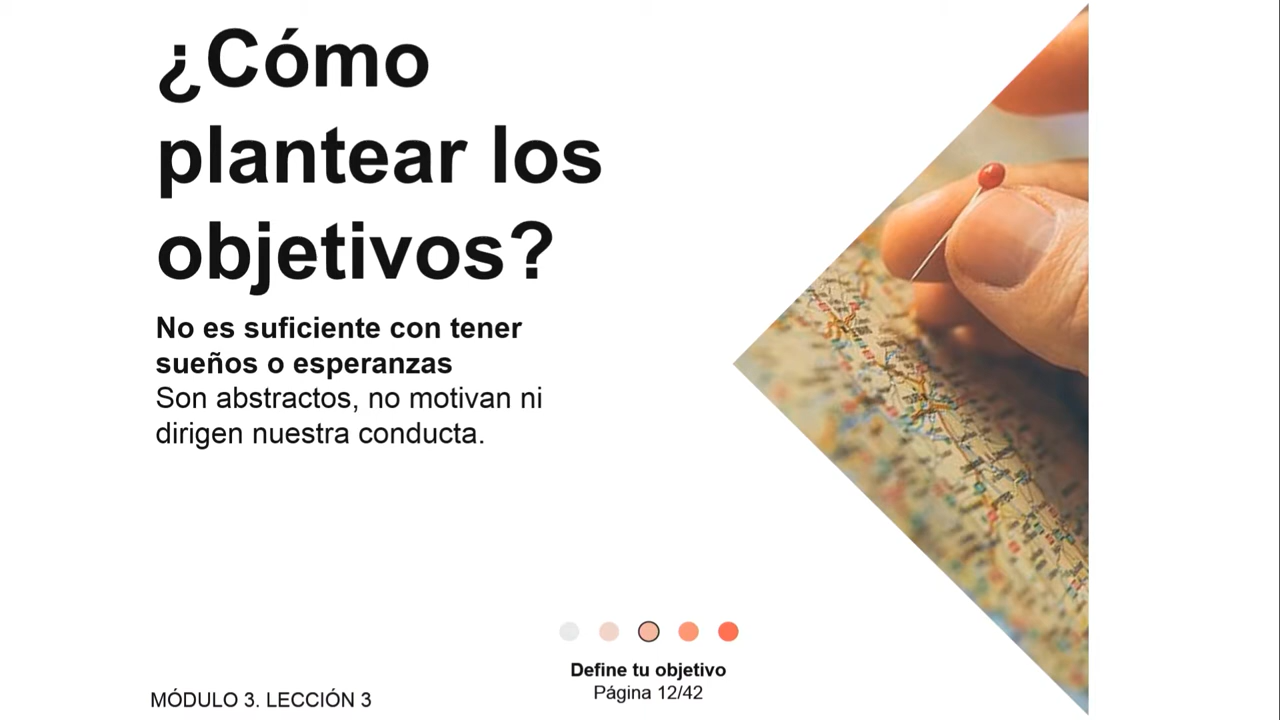 ¿Cómo
plantear los
objetivos?
No es suficiente con tener
sueños o esperanzas
Son abstractos, no motivan ni
dirigen nuestra conducta.
Define tu objetivo
Página 12/42
MÓDULO 3. LECCIÓN 3